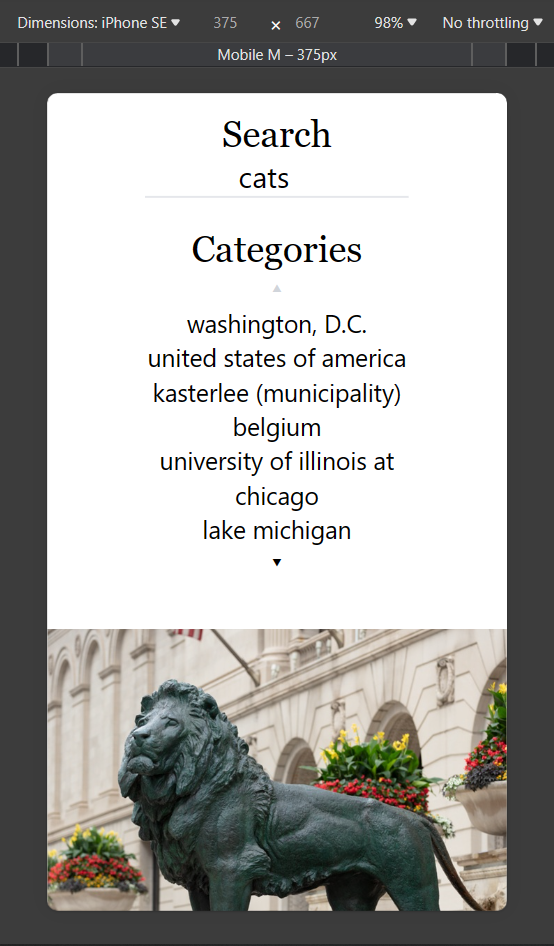 Dimensions: iPhone SE ▼ 375 × 667 98% ▼ No throttling ▼
Mobile M – 375px
Search
cats
Categories
▲
washington, D.C.
united states of america
kasterlee (municipality)
belgium
university of illinois at
chicago
lake michigan
▼